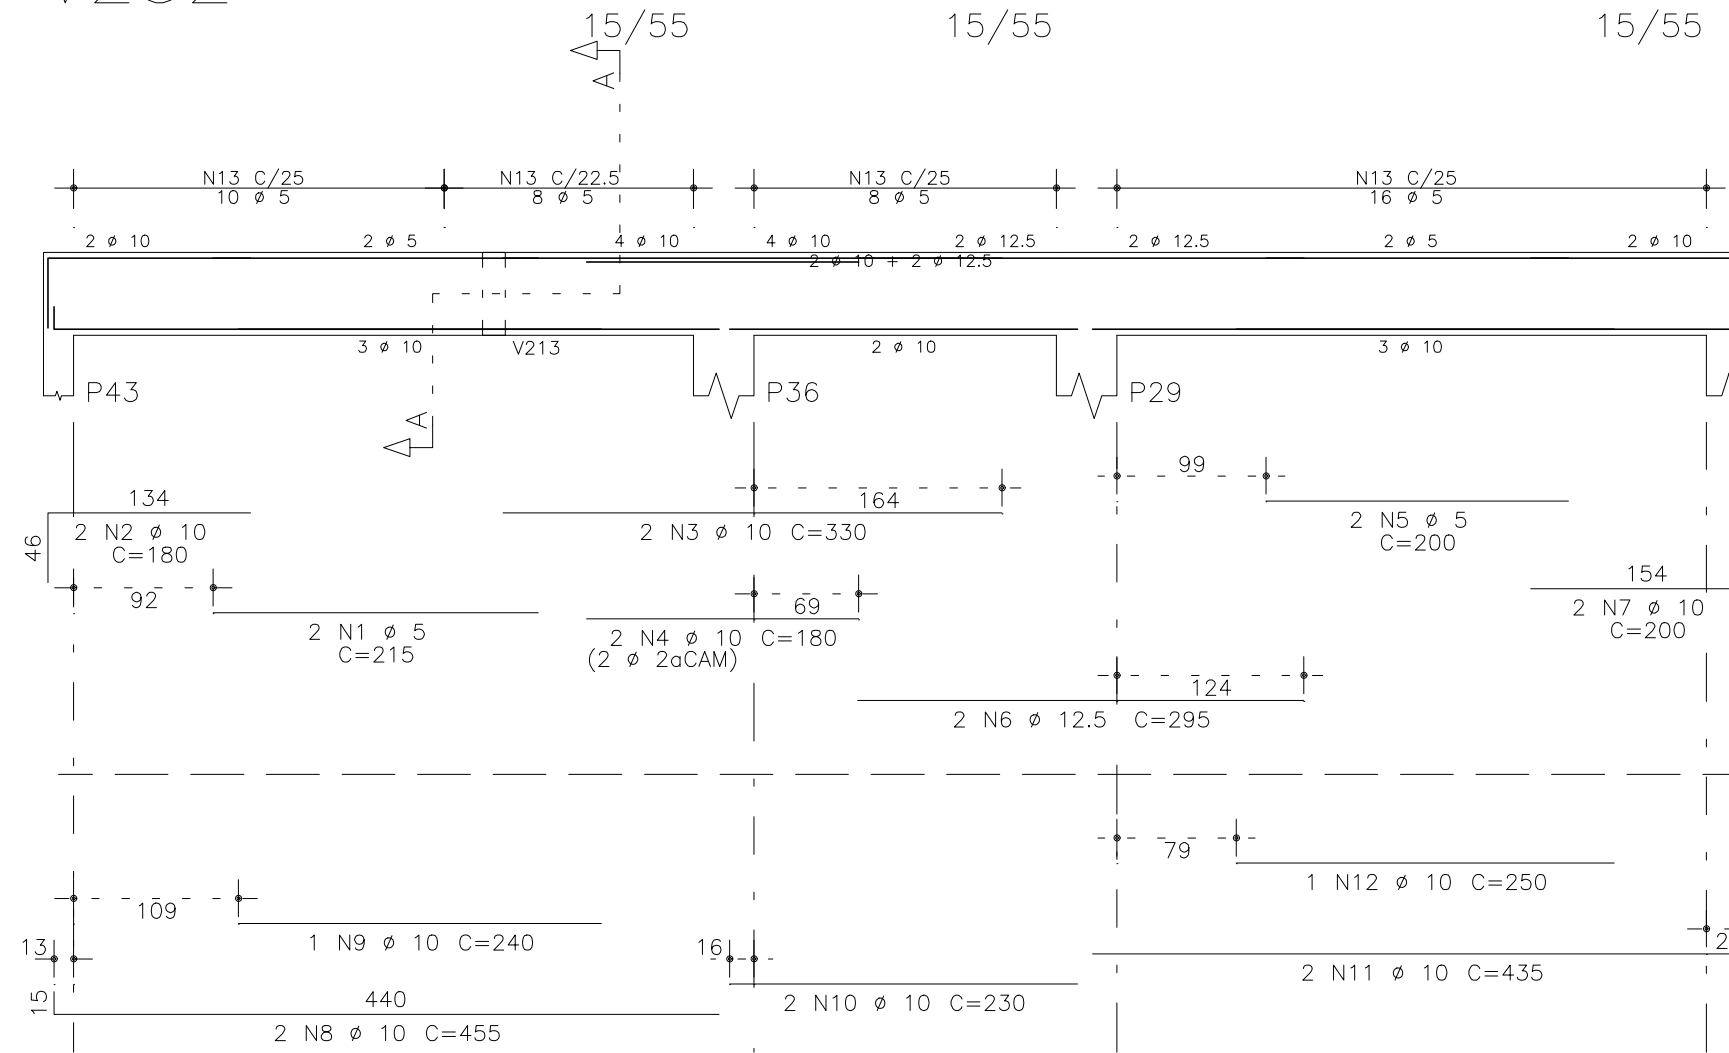 15/55 15/55 15/55
A
N13 C/25 N13 C/22.5 N13 C/25 N13 C/25
10 ø 5 8 ø 5 8 ø 5 16 ø 5
2 ø 10 2 ø 5 4 ø 10 4 ø 10 2 ø 12.5 2 ø 12.5 2 ø 5 2 ø 10
2 ø 10 + 2 ø 12.5
3 ø 10 V213 2 ø 10 3 ø 10
P43 P36 P29
A
99
134 164
2 N2 ø 10 2 N3 ø 10 C=330 2 N5 ø 5
C=180 C=200
46
92 69 154
2 N1 ø 5 2 N4 ø 10 C=180 2 N7 ø 10
C=215 (2 ø 2aCAM) C=200
124
2 N6 ø 12.5 C=295
79
1 N12 ø 10 C=250
109
1 N9 ø 10 C=240
13 16 2
2 N11 ø 10 C=435
15 440 2 N10 ø 10 C=230
2 N8 ø 10 C=455